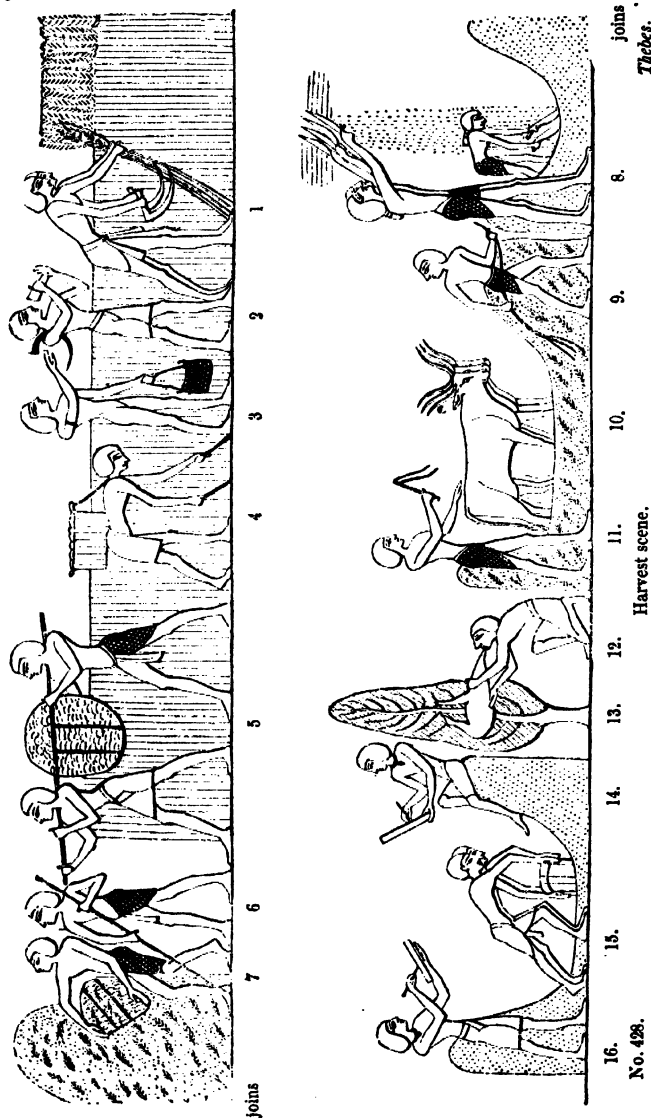 joins 7 6 5 4 3 2 1
16. 15. 14. 13. 12. 11. 10. 9. 8. joins
No. 428. Harvest scene. Thebes.